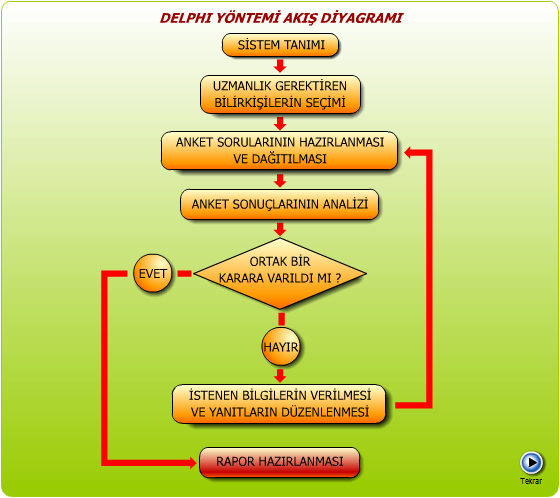 DELPHI YÖNTEMİ AKIŞ DİYAGRAMI
SİSTEM TANIMI
UZMANLIK GEREKTİREN
BİLİRKİŞİLERİN SEÇİMİ
ANKET SORULARININ HAZIRLANMASI
VE DAĞITILMASI
ANKET SONUÇLARININ ANALİZİ
ORTAK BİR
KARARA VARILDI MI ?
EVET
HAYIR
İSTENEN BİLGİLERİN VERİLMESİ
VE YANITLARIN DÜZENLENMESİ
RAPOR HAZIRLANMASI
Tekrar